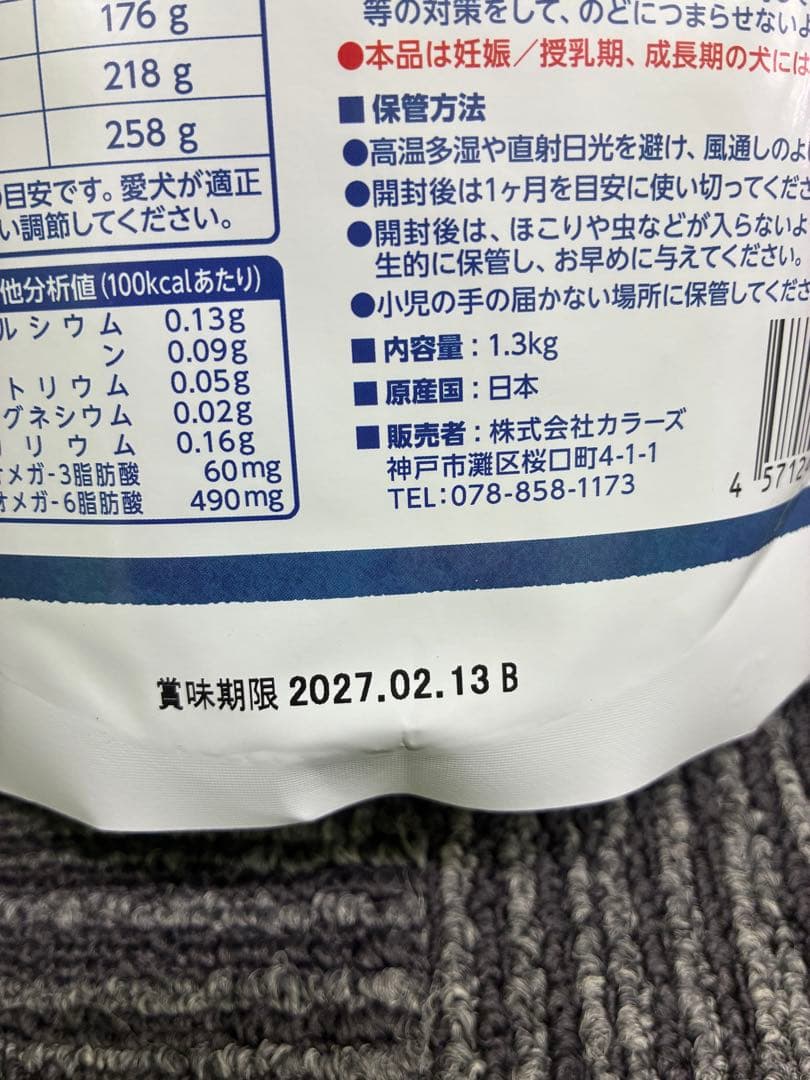 176 g
218 g
258 g
目安です。愛犬が適正
い調節してください。
他分析値(100kcalあたり)
ルシウム 0.13g
ン 0.09g
トリウム 0.05g
グネシウム 0.02g
リウム 0.16g
オメガ-3脂肪酸 60mg
オメガ-6脂肪酸 490mg
等の対策をして、のどにつまらせないよ
●本品は妊娠／授乳期、成長期の犬には
■保管方法
●高温多湿や直射日光を避け、風通しのよ
●開封後は1ヶ月を目安に使い切ってくださ
●開封後は、ほこりや虫などが入らないよ
生的に保管し、お早めに与えてください。
●小児の手の届かない場所に保管してくださ
■内容量：1.3kg
■原産国：日本
■販売者：株式会社カラーズ
神戸市灘区桜口町4-1-1
TEL：078-858-1173
4 5712
賞味期限 2027.02.13 B